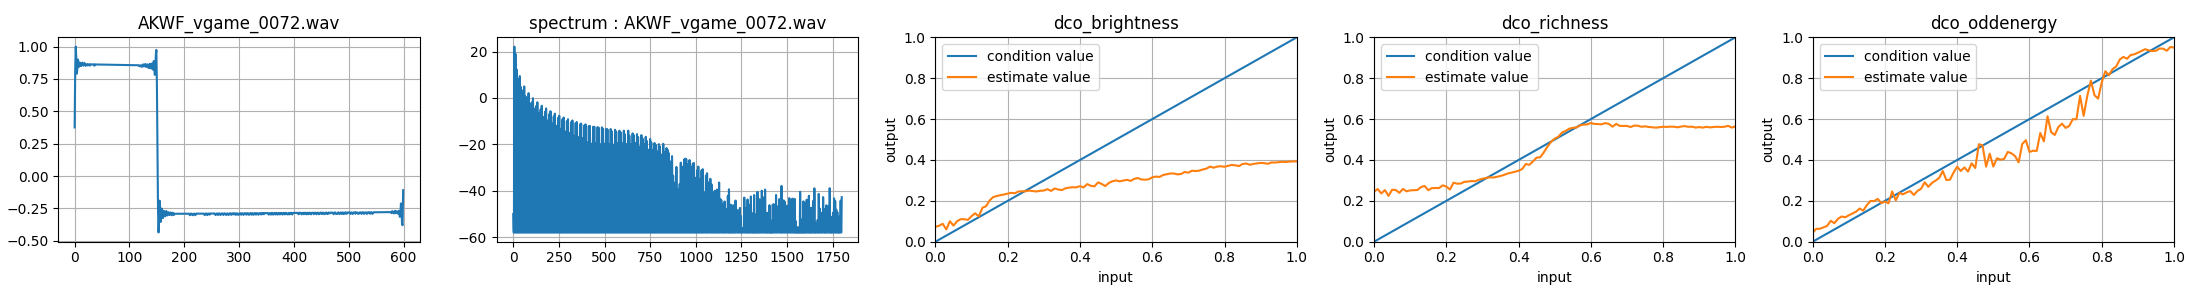 AKWF_vgame_0072.wav
1.00
0.75
0.50
0.25
0.00
−0.25
−0.50
0 100 200 300 400 500 600
spectrum : AKWF_vgame_0072.wav
20
0
−20
−40
−60
0 250 500 750 1000 1250 1500 1750
dco_brightness
condition value
estimate value
output
1.0
0.8
0.6
0.4
0.2
0.0
0.0 0.2 0.4 0.6 0.8 1.0
input
dco_richness
condition value
estimate value
output
1.0
0.8
0.6
0.4
0.2
0.0
0.0 0.2 0.4 0.6 0.8 1.0
input
dco_oddenergy
condition value
estimate value
output
1.0
0.8
0.6
0.4
0.2
0.0
0.0 0.2 0.4 0.6 0.8 1.0
input